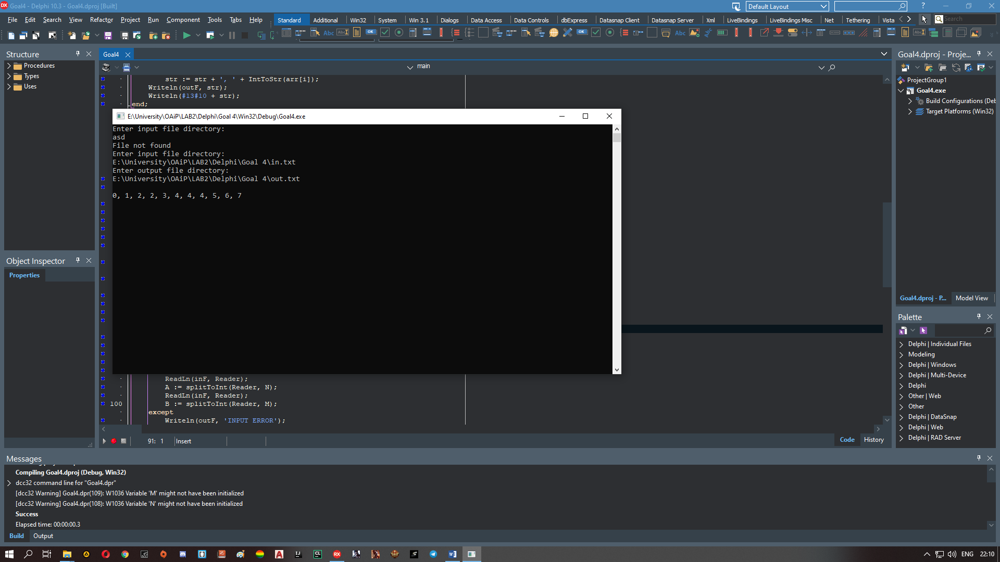 Goal4 - Delphi 10.3 - Goal4.dproj [Built]
Default Layout
?
File Edit Search View Refactor Project Run Component Tools Tabs Help
Standard Additional Win32 System Win 3.1 Dialogs Data Access Data Controls dbExpress Datasnap Client Datasnap Server Xml LiveBindings LiveBindings Misc Net Tethering Vista
Search
Structure
Procedures
Types
Uses
Goal4
main
str := str + ', ' + IntToStr(arr[i]);
Writeln(outF, str);
Writeln(#13#10 + str);
end;
E:\University\OAiP\LAB2\Delphi\Goal 4\Win32\Debug\Goal4.exe
Enter input file directory:
asd
File not found
Enter input file directory:
E:\University\OAiP\LAB2\Delphi\Goal 4\in.txt
Enter output file directory:
E:\University\OAiP\LAB2\Delphi\Goal 4\out.txt
0, 1, 2, 2, 3, 4, 4, 4, 5, 6, 7
ReadLn(inF, Reader);
A := splitToInt(Reader, N);
ReadLn(inF, Reader);
100 B := splitToInt(Reader, M);
except
Writeln(outF, 'INPUT ERROR');
91: 1 Insert
Code History
Object Inspector
Properties
Goal4.dproj - Proje...
ProjectGroup1
Goal4.exe
Build Configurations (Deb
Target Platforms (Win32)
Goal4.dproj - P... Model View
Palette
Delphi | Individual Files
Modeling
Delphi | Windows
Delphi | Multi-Device
Delphi
Other | Web
Other
Delphi | DataSnap
Delphi | Web
Delphi | RAD Server
Messages
Compiling Goal4.dproj (Debug, Win32)
dcc32 command line for "Goal4.dpr"
[dcc32 Warning] Goal4.dpr(109): W1036 Variable 'M' might not have been initialized
[dcc32 Warning] Goal4.dpr(108): W1036 Variable 'N' might not have been initialized
Success
Elapsed time: 00:00:00.3
Build Output
ENG 22:10